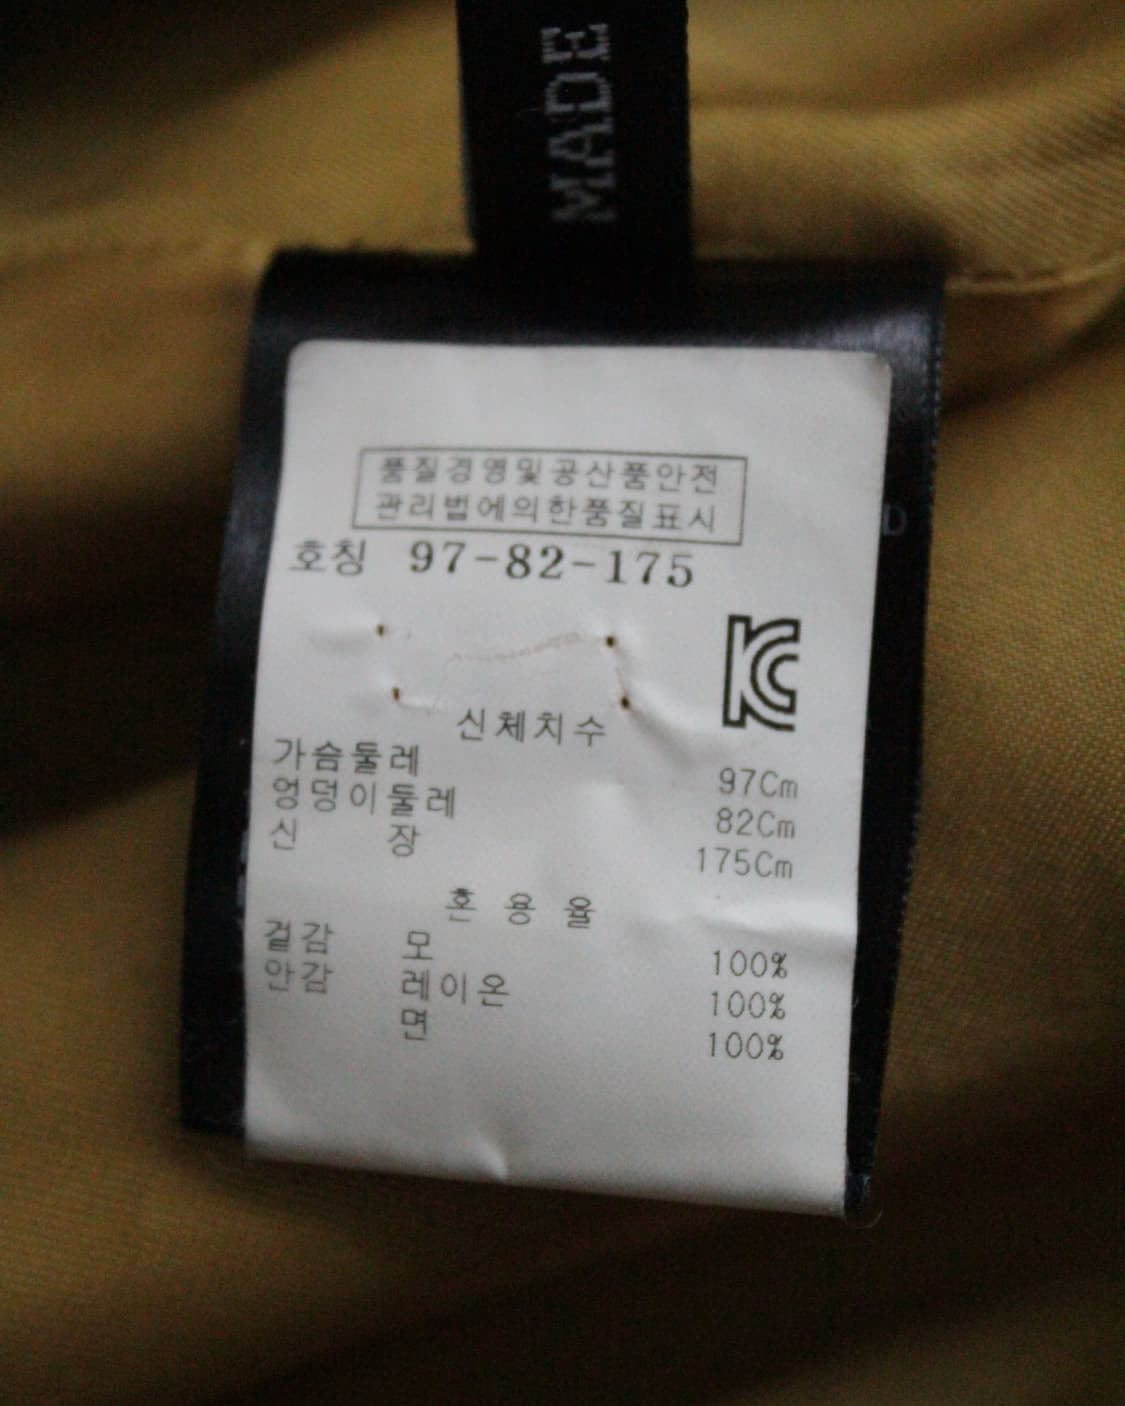 MADE
품질경영및공산품안전
관리법에의한품질표시
호칭 97-82-175
신체치수
가슴둘레 97Cm
엉덩이둘레 82Cm
신 장 175Cm
혼 용 율
겉감 모 100%
안감 레이온 100%
면 100%